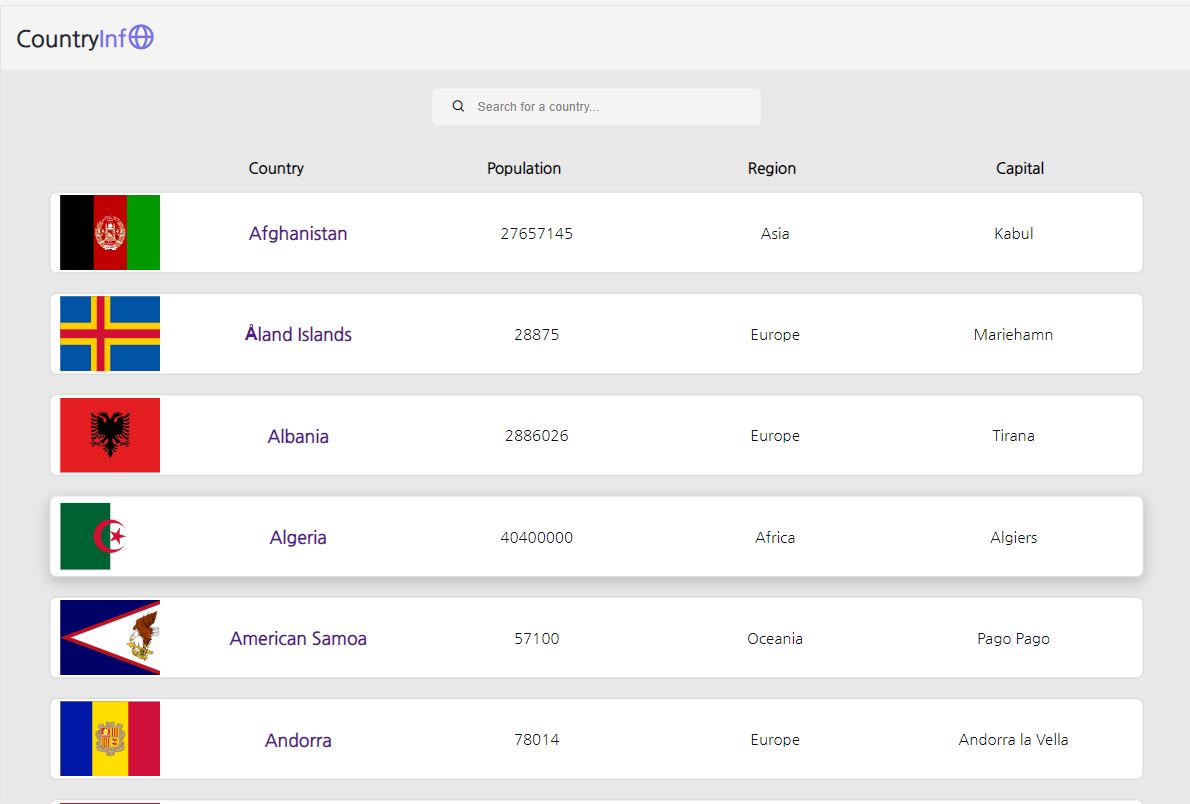 CountryInf
Search for a country...
Country Population Region Capital
Afghanistan 27657145 Asia Kabul
Åland Islands 28875 Europe Mariehamn
Albania 2886026 Europe Tirana
Algeria 40400000 Africa Algiers
American Samoa 57100 Oceania Pago Pago
Andorra 78014 Europe Andorra la Vella